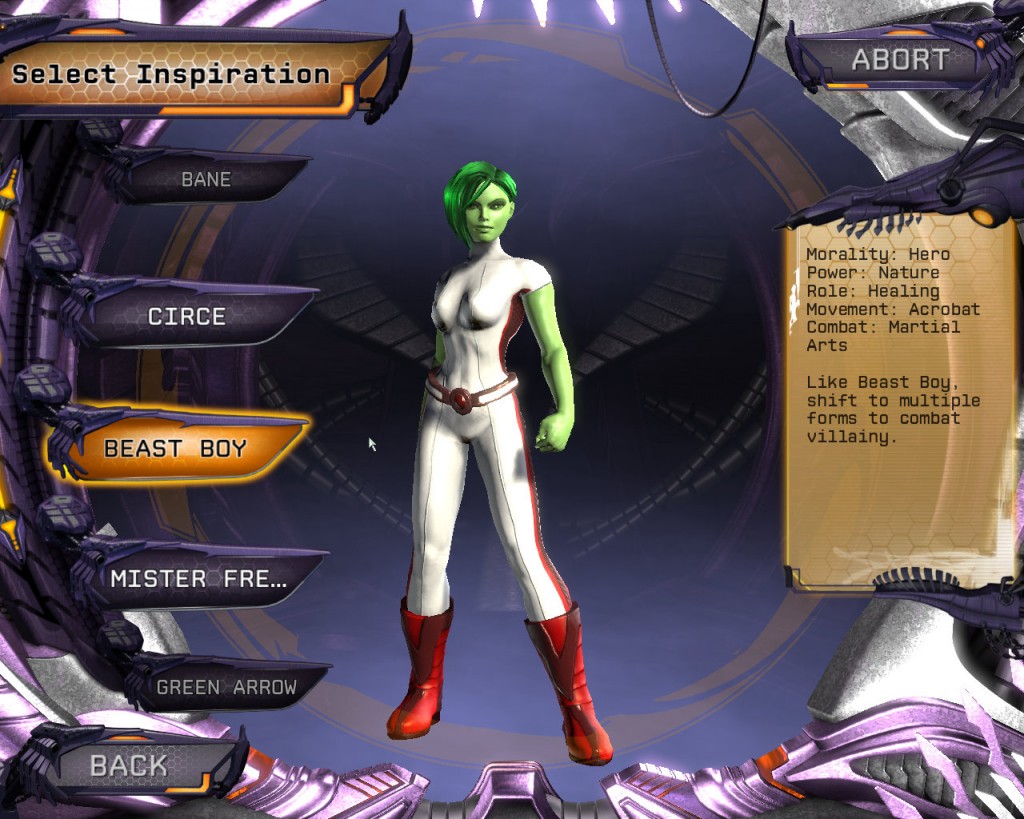 Select Inspiration
ABORT
BANE
CIRCE
BEAST BOY
MISTER FRE...
GREEN ARROW
BACK
Morality: Hero
Power: Nature
Role: Healing
Movement: Acrobat
Combat: Martial
Arts
Like Beast Boy,
shift to multiple
forms to combat
villainy.